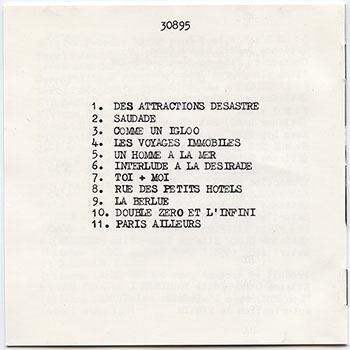 30895
1. DES ATTRACTIONS DESASTRE
2. SAUDADE
3. COMME UN IGLOO
4. LES VOYAGES IMMOBILES
5. UN HOMME A LA MER
6. INTERLUDE A LA DESIRADE
7. TOI + MOI
8. RUE DES PETITS HOTELS
9. LA BERLUE
10. DOUBLE ZERO ET L'INFINI
11. PARIS AILLEURS